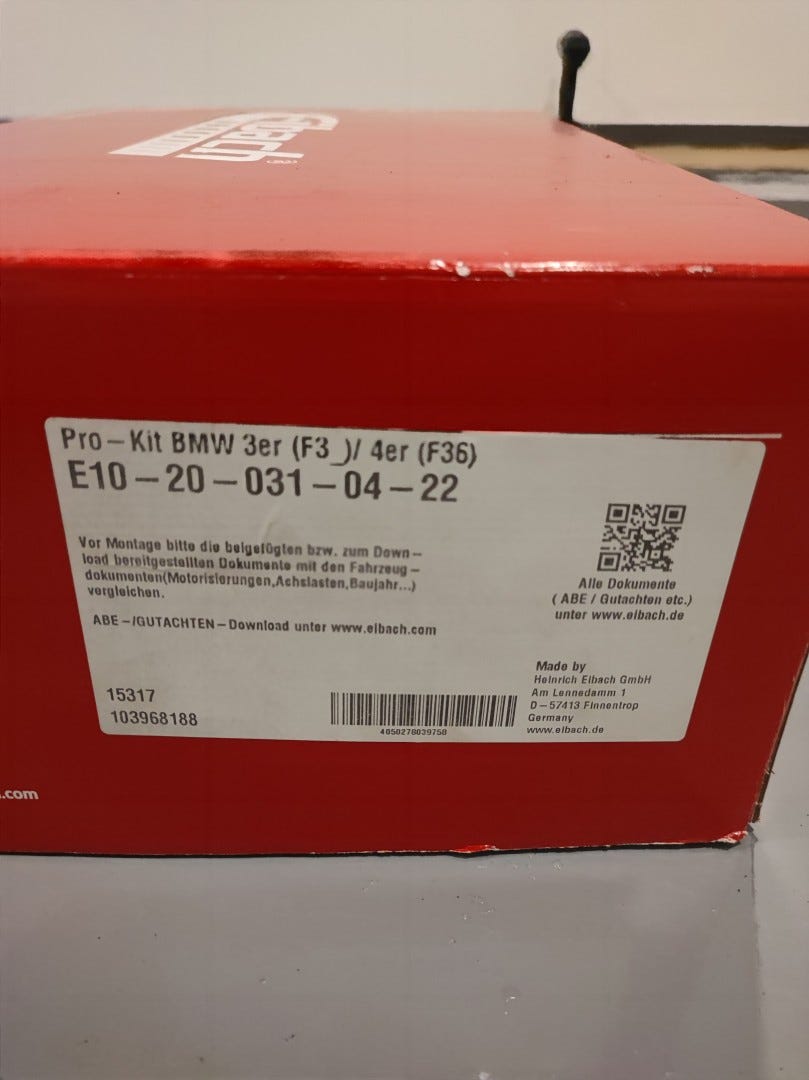 Eibach
Pro-Kit BMW 3er (F3_)/ 4er (F36)
E10-20-031-04-22
Vor Montage bitte die beigefügten bzw. zum Down-
load bereitgestellten Dokumente mit den Fahrzeug-
dokumenten(Motorisierungen,Achslasten,Baujahr...)
vergleichen.
ABE-/GUTACHTEN-Download unter www.eibach.com
Alle Dokumente
( ABE / Gutachten etc.)
unter www.eibach.de
15317
103968188
4050278039750
Made by
Heinrich Eibach GmbH
Am Lennedamm 1
D-57413 Finnentrop
Germany
www.eibach.de
.com